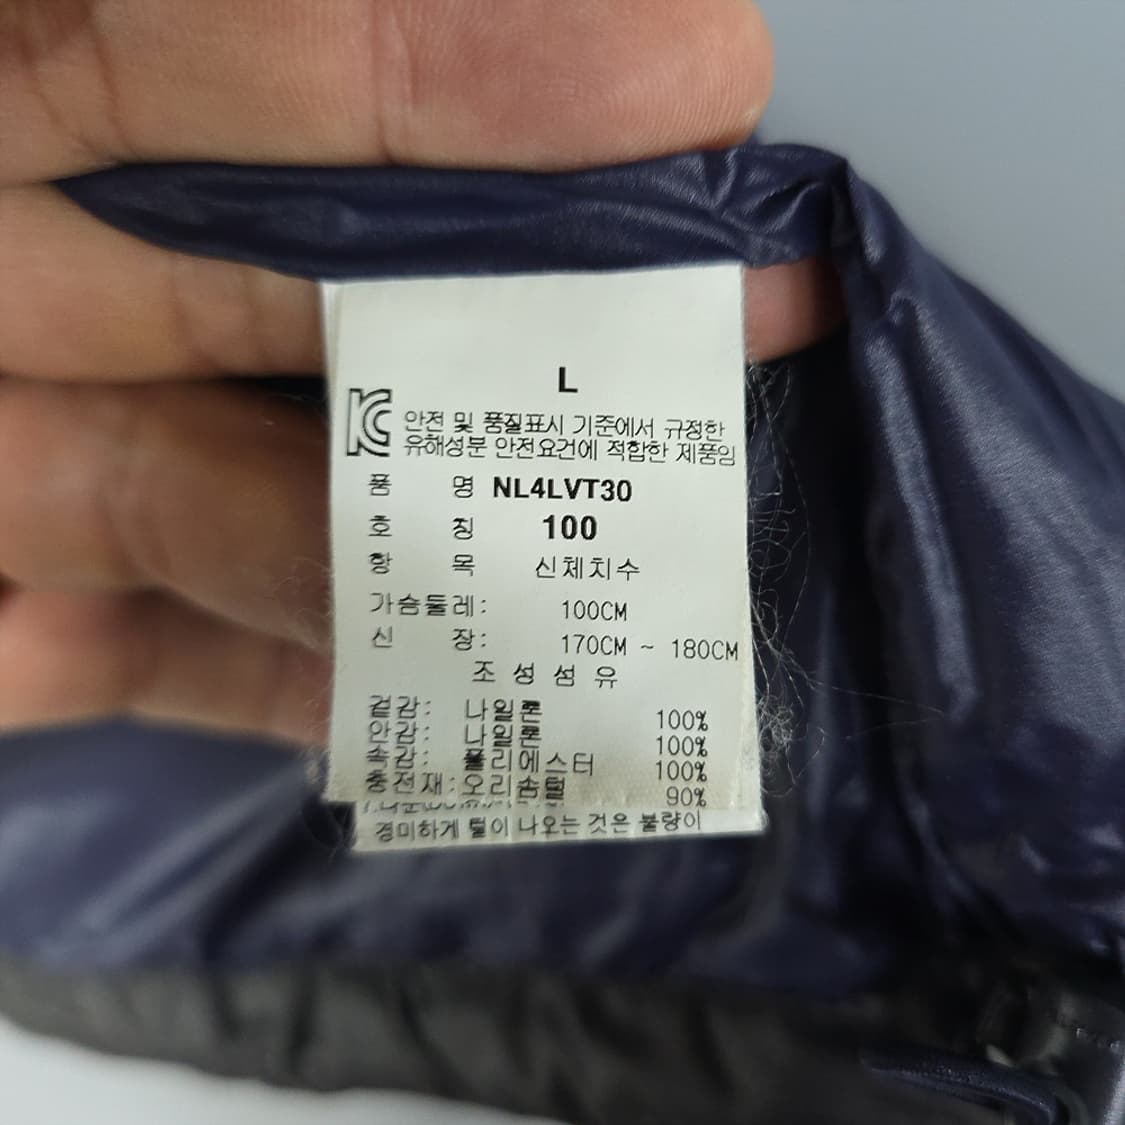 L
KC 안전 및 품질표시 기준에서 규정한
유해성분 안전요건에 적합한 제품임
품 명 NL4LVT30
호 칭 100
항 목 신체치수
가슴둘레: 100CM
신 장: 170CM ~ 180CM
조 성 섬 유
겉감: 나일론 100%
안감: 나일론 100%
속감: 폴리에스터 100%
충전재: 오리솜털 90%
경미하게 털이 나오는 것은 불량이